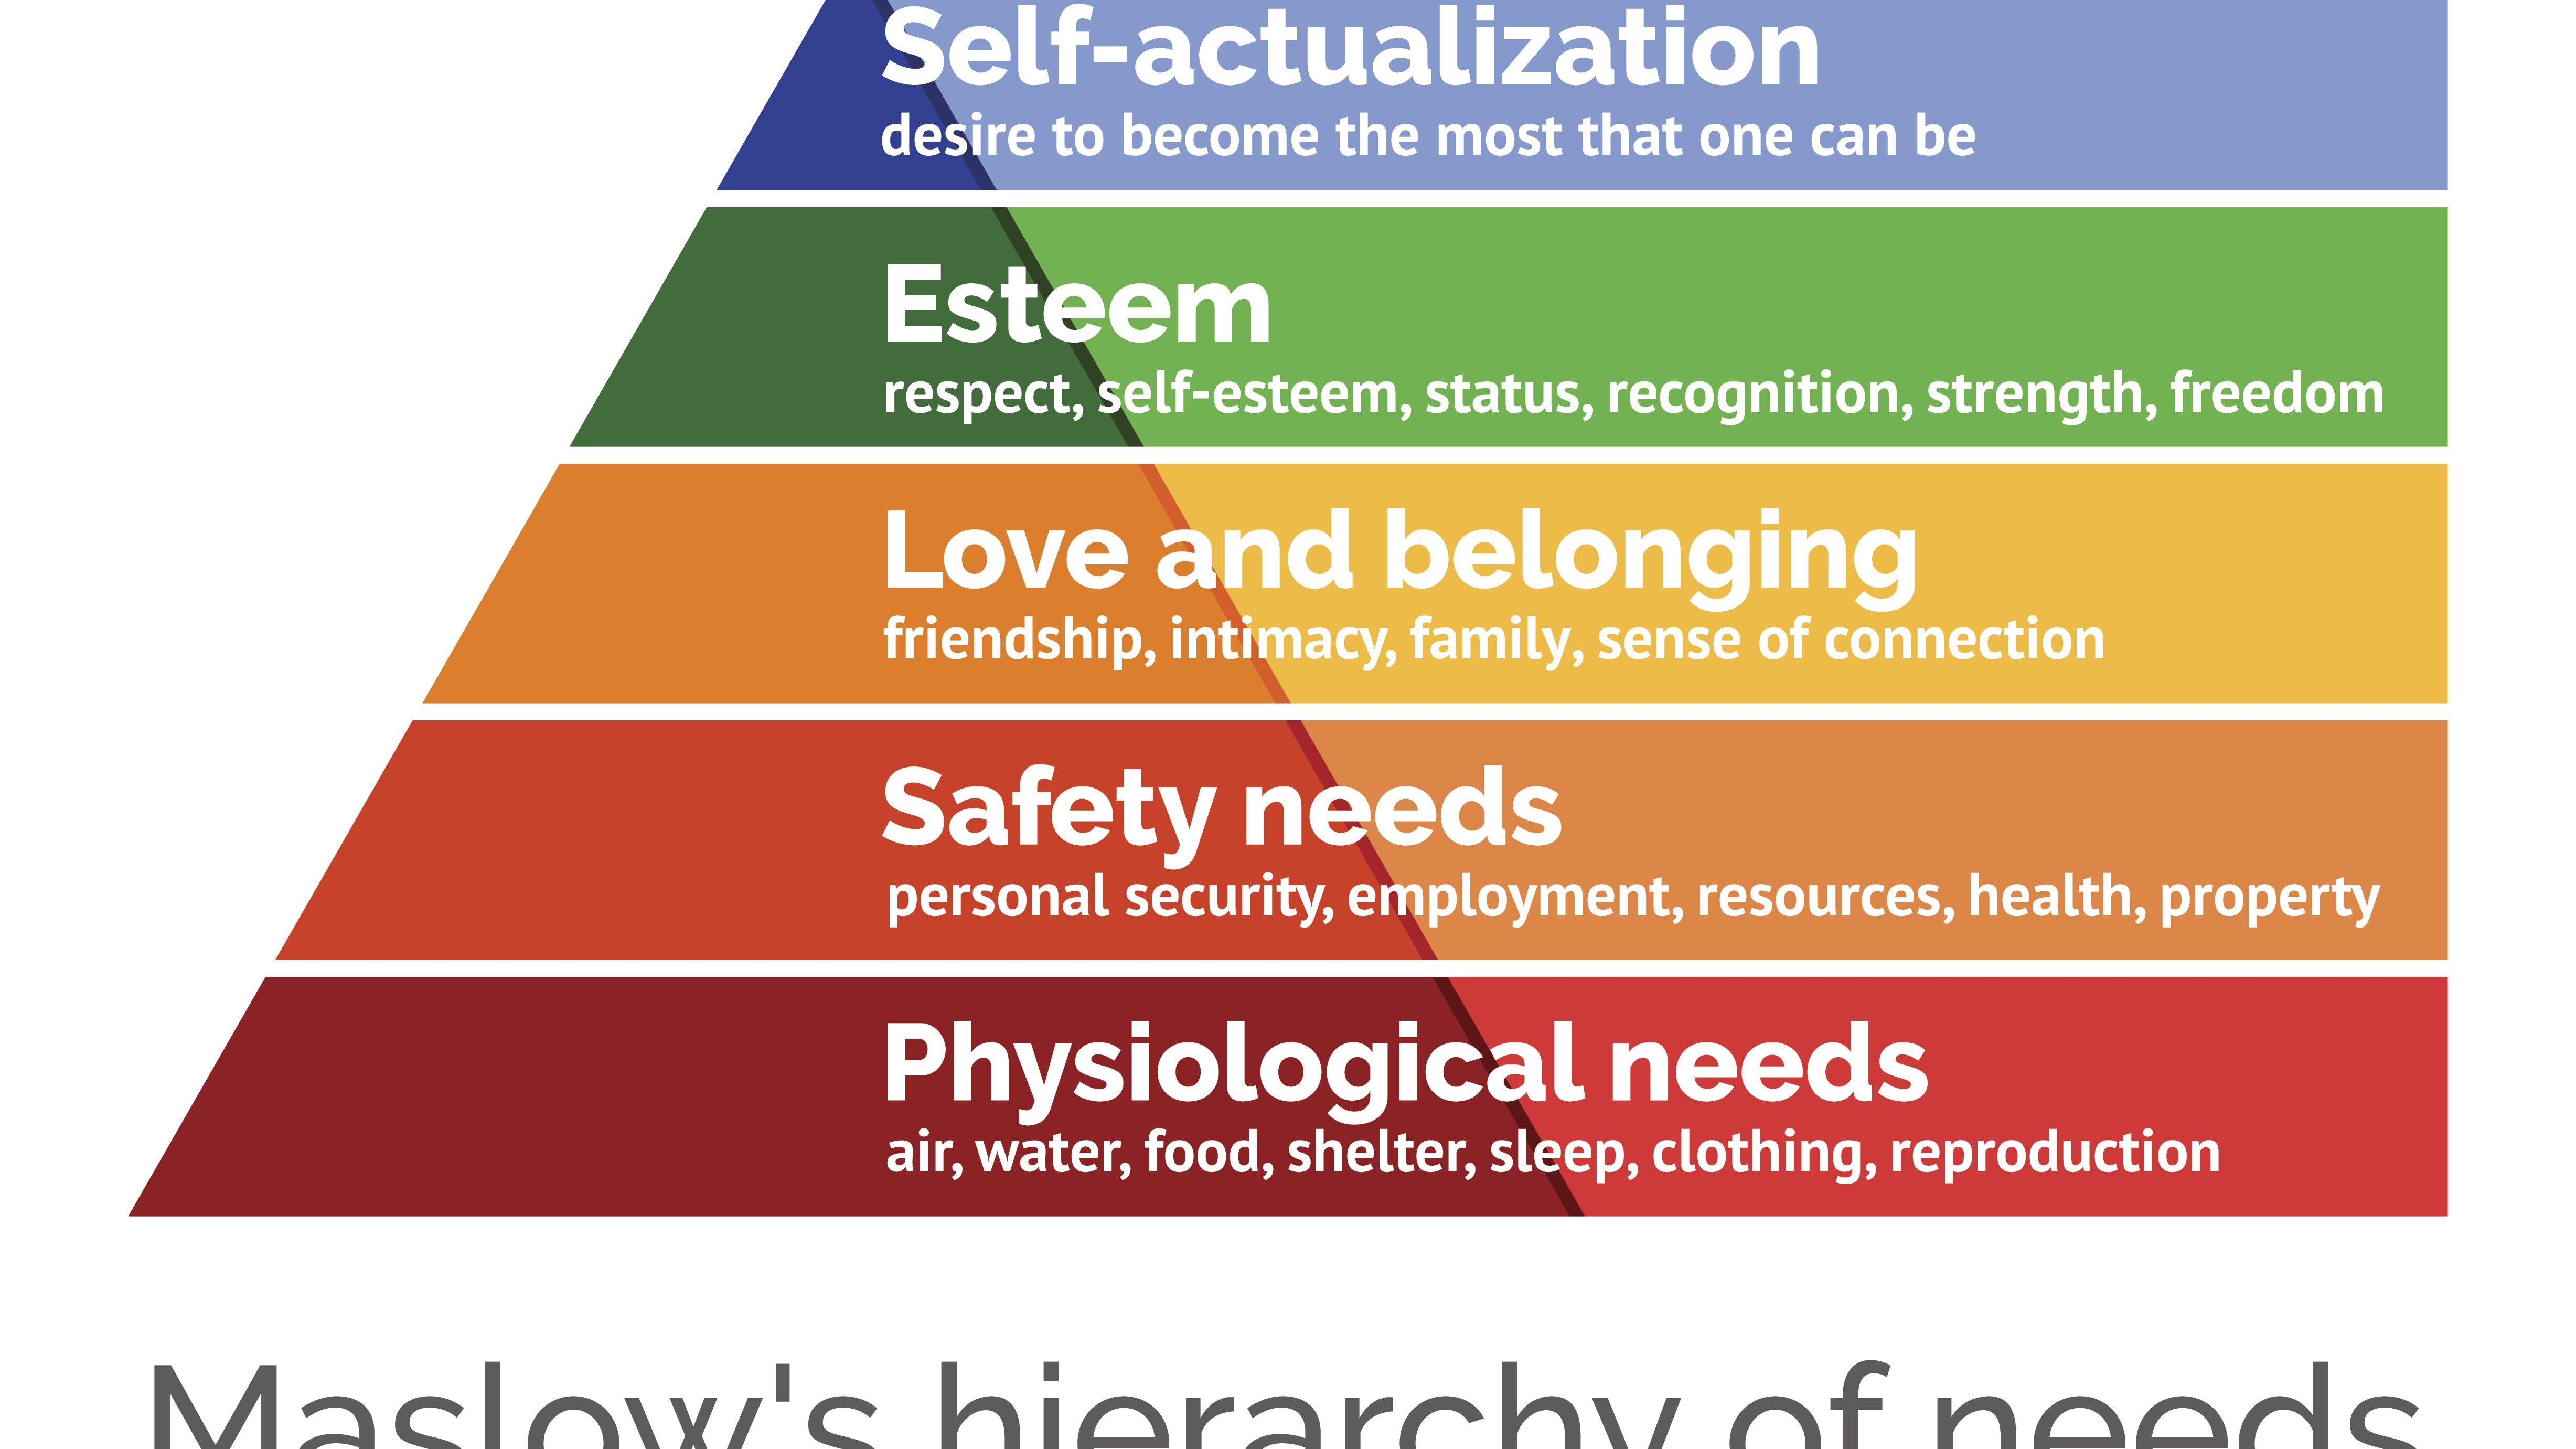 Self-actualization
desire to become the most that one can be
Esteem
respect, self-esteem, status, recognition, strength, freedom
Love and belonging
friendship, intimacy, family, sense of connection
Safety needs
personal security, employment, resources, health, property
Physiological needs
air, water, food, shelter, sleep, clothing, reproduction
Maslow's hierarchy of needs